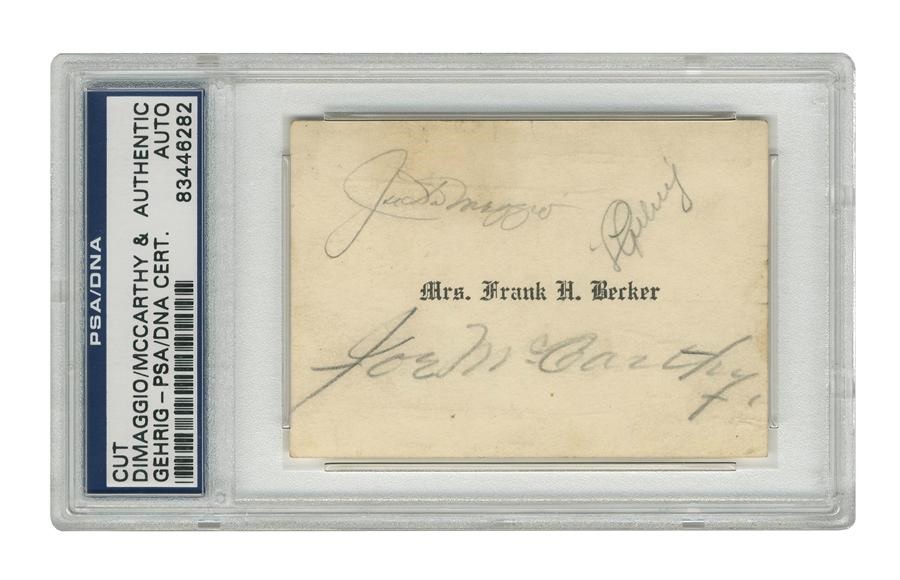 PSA/DNA
CUT
DIMAGGIO/MCCARTHY & AUTHENTIC
GEHRIG-PSA/DNA CERT. AUTO
83446282
Joe DiMaggio
L Gehrig
Mrs. Frank H. Becker
Joe McCarthy.